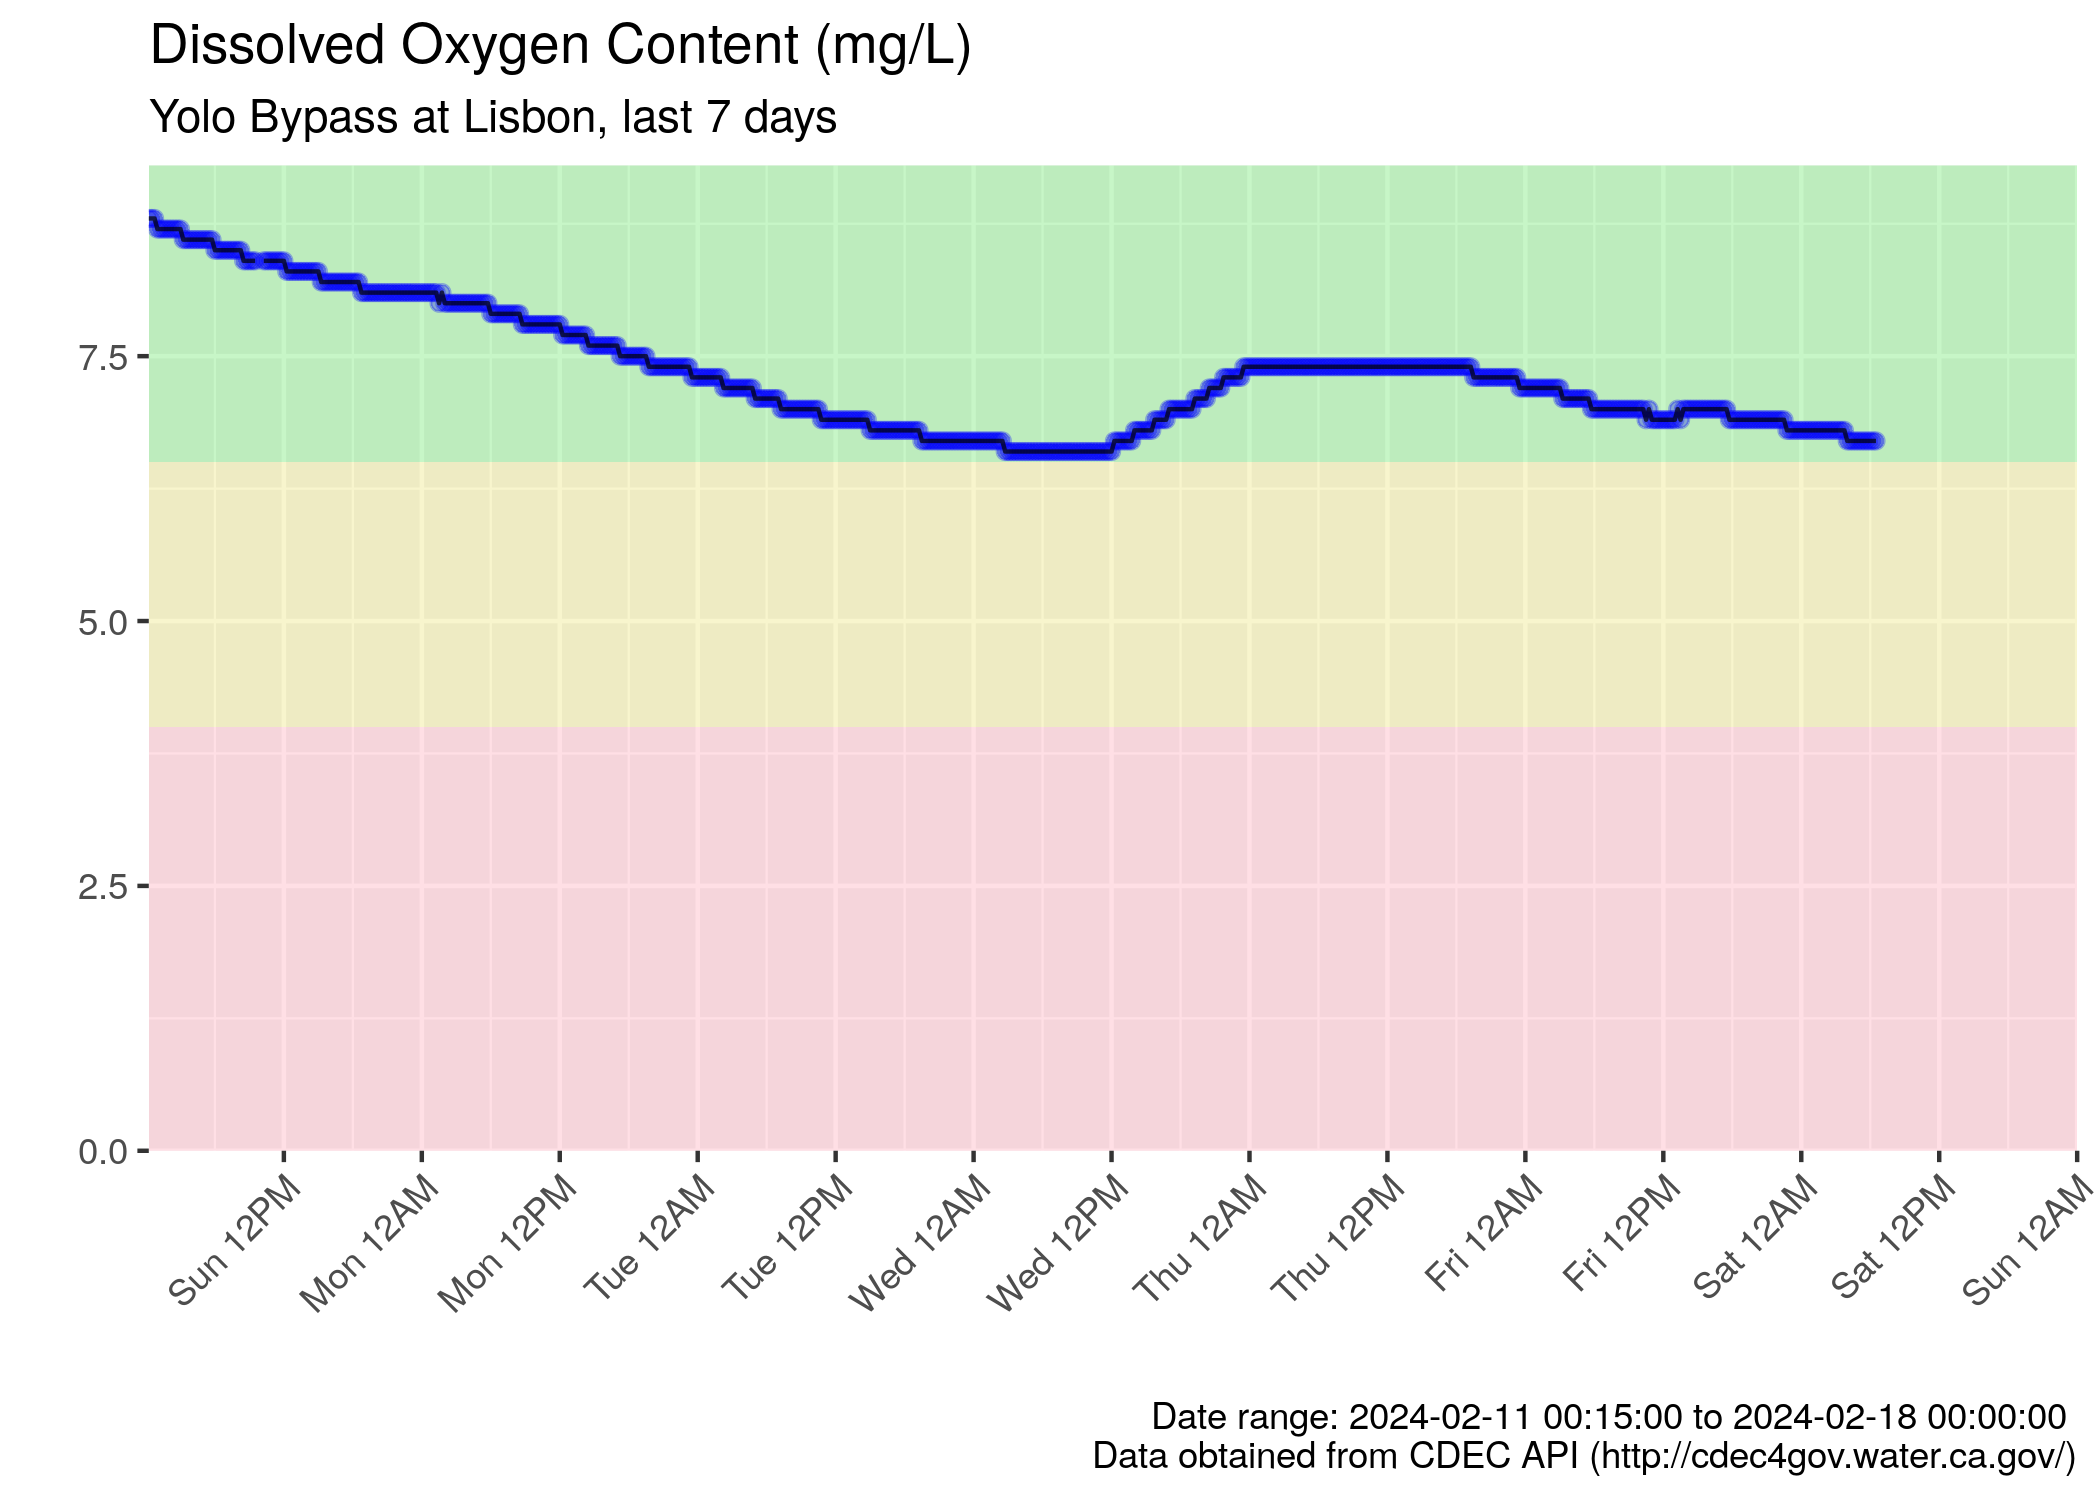 Dissolved Oxygen Content (mg/L)
Yolo Bypass at Lisbon, last 7 days
7.5
5.0
2.5
0.0
Sun 12PM
Mon 12AM
Mon 12PM
Tue 12AM
Tue 12PM
Wed 12AM
Wed 12PM
Thu 12AM
Thu 12PM
Fri 12AM
Fri 12PM
Sat 12AM
Sat 12PM
Sun 12AM
Date range: 2024-02-11 00:15:00 to 2024-02-18 00:00:00
Data obtained from CDEC API (http://cdec4gov.water.ca.gov/)